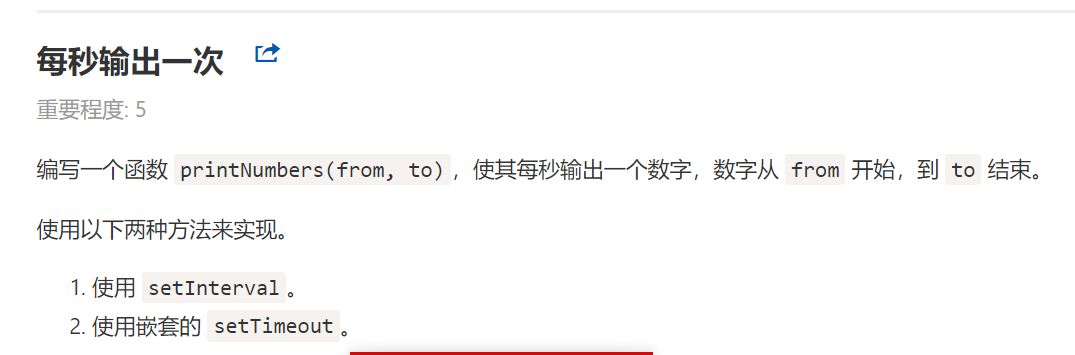 每秒输出一次
重要程度: 5
编写一个函数 printNumbers(from, to)，使其每秒输出一个数字，数字从 from 开始，到 to 结束。
使用以下两种方法来实现。
1. 使用 setInterval。
2. 使用嵌套的 setTimeout。